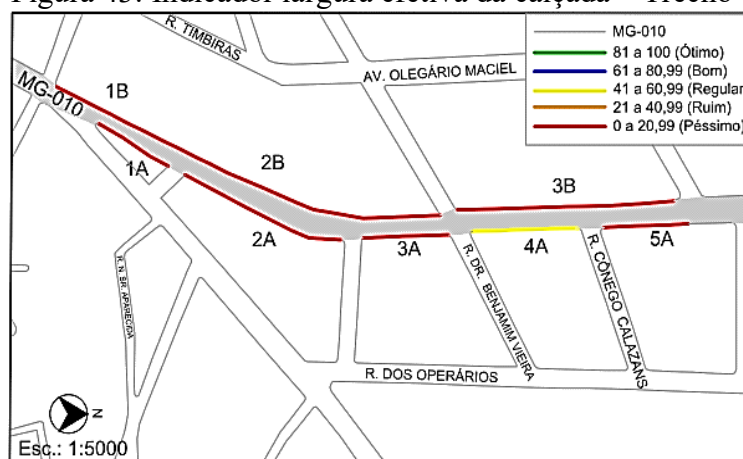 Figura 43: Indicador largura efetiva da calçada – Trecho
R. TIMBIRAS
MG-010
81 a 100 (Ótimo)
61 a 80,99 (Bom)
41 a 60,99 (Regular)
21 a 40,99 (Ruim)
0 a 20,99 (Péssimo)
AV. OLEGÁRIO MACIEL
MG-010
1B
1A
2B
3B
2A
3A
4A
5A
R. N. SR. APARECIDA
R. DR. BENJAMIM VIEIRA
R. CÔNEGO CALAZANS
R. DOS OPERÁRIOS
N
Esc.: 1:5000